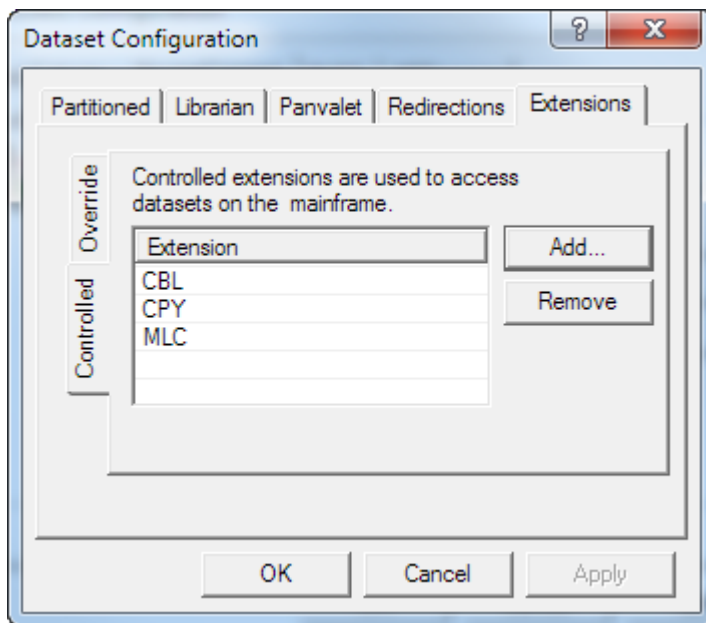 Dataset Configuration
?
Partitioned Librarian Panvalet Redirections Extensions
Override
Controlled
Controlled extensions are used to access
datasets on the mainframe.
Extension
CBL
CPY
MLC
Add...
Remove
OK Cancel Apply